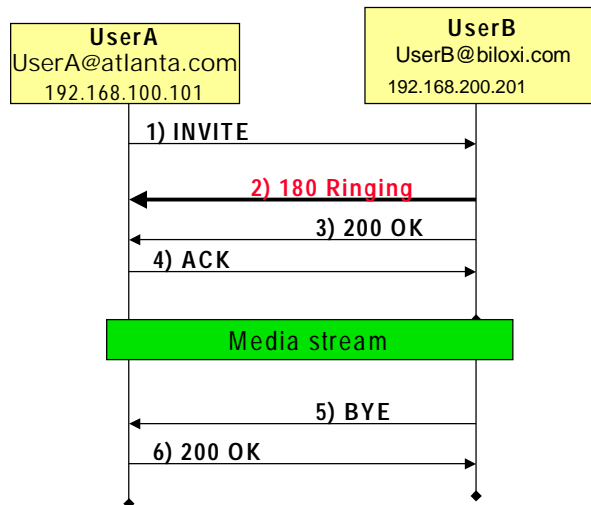 UserA
UserA@atlanta.com
192.168.100.101
UserB
UserB@biloxi.com
192.168.200.201
1) INVITE
2) 180 Ringing
3) 200 OK
4) ACK
Media stream
5) BYE
6) 200 OK